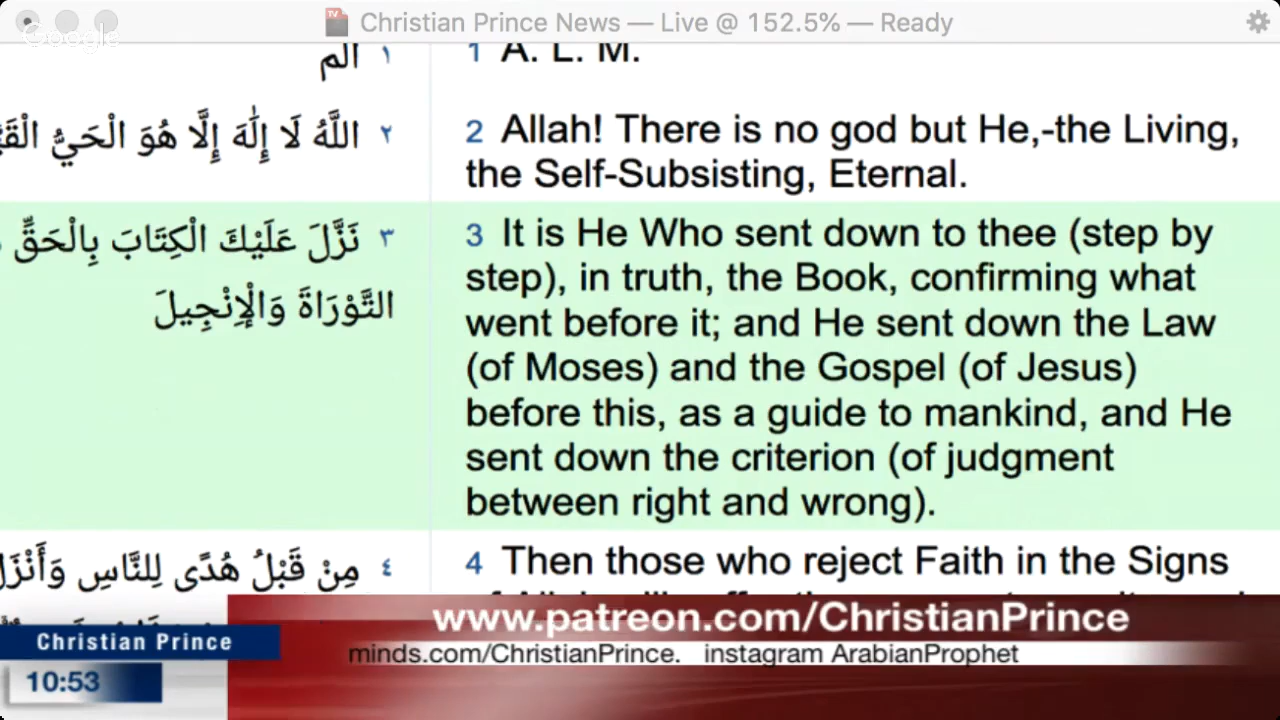 Christian Prince News — Live @ 152.5% — Ready
Google
١ الم
1 A. L. M.
٢ اللَّهُ لَا إِلَٰهَ إِلَّا هُوَ الْحَيُّ
2 Allah! There is no god but He,-the Living,
the Self-Subsisting, Eternal.
٣ نَزَّلَ عَلَيْكَ الْكِتَابَ بِالْحَقِّ
التَّوْرَاةَ وَالْإِنْجِيلَ
3 It is He Who sent down to thee (step by
step), in truth, the Book, confirming what
went before it; and He sent down the Law
(of Moses) and the Gospel (of Jesus)
before this, as a guide to mankind, and He
sent down the criterion (of judgment
between right and wrong).
٤ مِنْ قَبْلُ هُدًى لِلنَّاسِ
4 Then those who reject Faith in the Signs
www.patreon.com/ChristianPrince
Christian Prince
minds.com/ChristianPrince. instagram ArabianProphet
10:53